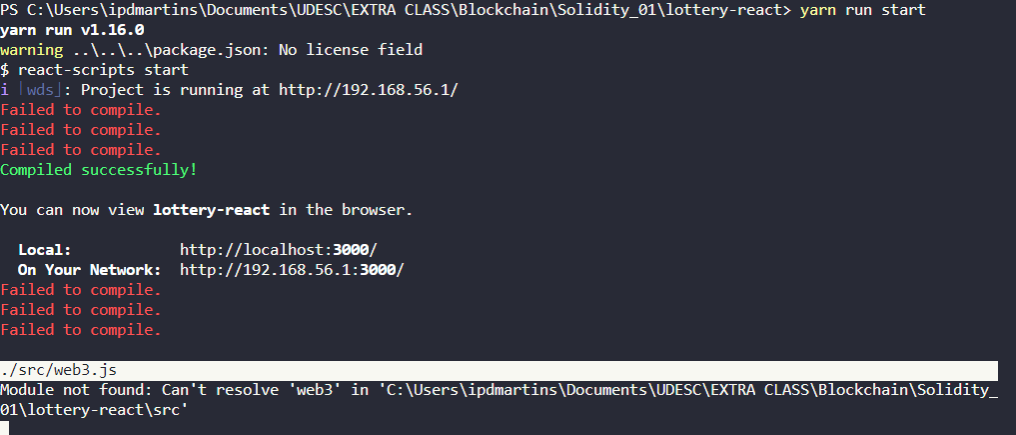 PS C:\Users\ipdmartins\Documents\UDESC\EXTRA CLASS\Blockchain\Solidity_01\lottery-react> yarn run start
yarn run v1.16.0
warning ..\..\..\package.json: No license field
$ react-scripts start
i ｢wds｣: Project is running at http://192.168.56.1/
Failed to compile.
Failed to compile.
Failed to compile.
Compiled successfully!
You can now view lottery-react in the browser.
Local: http://localhost:3000/
On Your Network: http://192.168.56.1:3000/
Failed to compile.
Failed to compile.
Failed to compile.
./src/web3.js
Module not found: Can't resolve 'web3' in 'C:\Users\ipdmartins\Documents\UDESC\EXTRA CLASS\Blockchain\Solidity_
01\lottery-react\src'